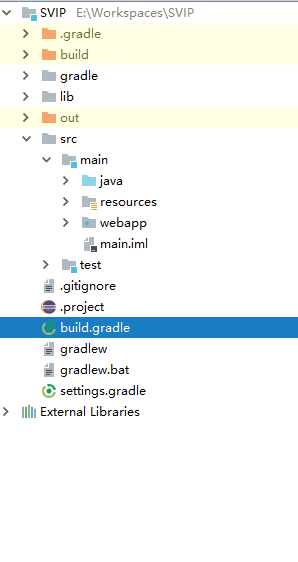 SVIP E:\Workspaces\SVIP
.gradle
build
gradle
lib
out
src
main
java
resources
webapp
main.iml
test
.gitignore
.project
build.gradle
gradlew
gradlew.bat
settings.gradle
External Libraries